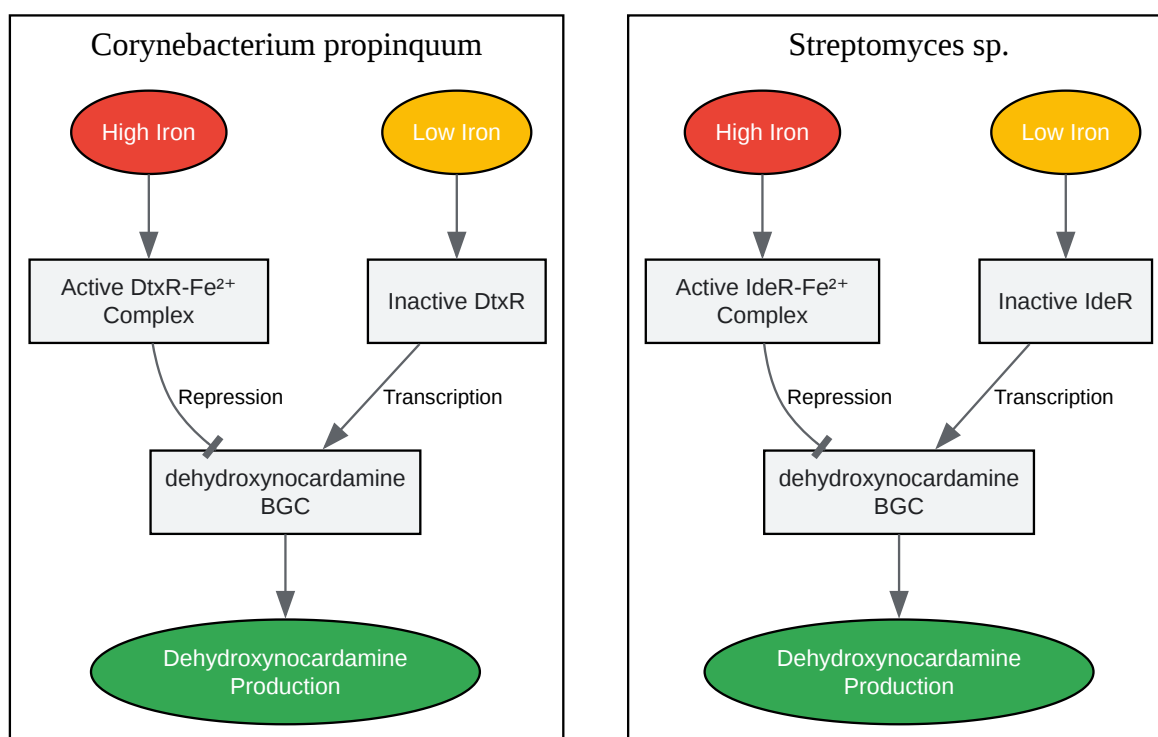 Corynebacterium propinquum
High Iron
Low Iron
Active DtxR-Fe²⁺
Complex
Inactive DtxR
Repression
Transcription
dehydroxynocardamine
BGC
Dehydroxynocardamine
Production
Streptomyces sp.
High Iron
Low Iron
Active IdeR-Fe²⁺
Complex
Inactive IdeR
Repression
Transcription
dehydroxynocardamine
BGC
Dehydroxynocardamine
Production